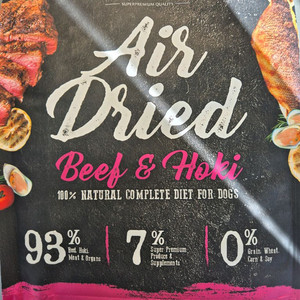 SUPERPREMIUM QUALITY
Air
Dried
Beef & Hoki
100% NATURAL COMPLETE DIET FOR DOGS
93%
Red, Hoki,
Meat & Organs
7%
Super Premium
Produce &
Supplements
0%
Grain, Wheat,
Corn & Soy